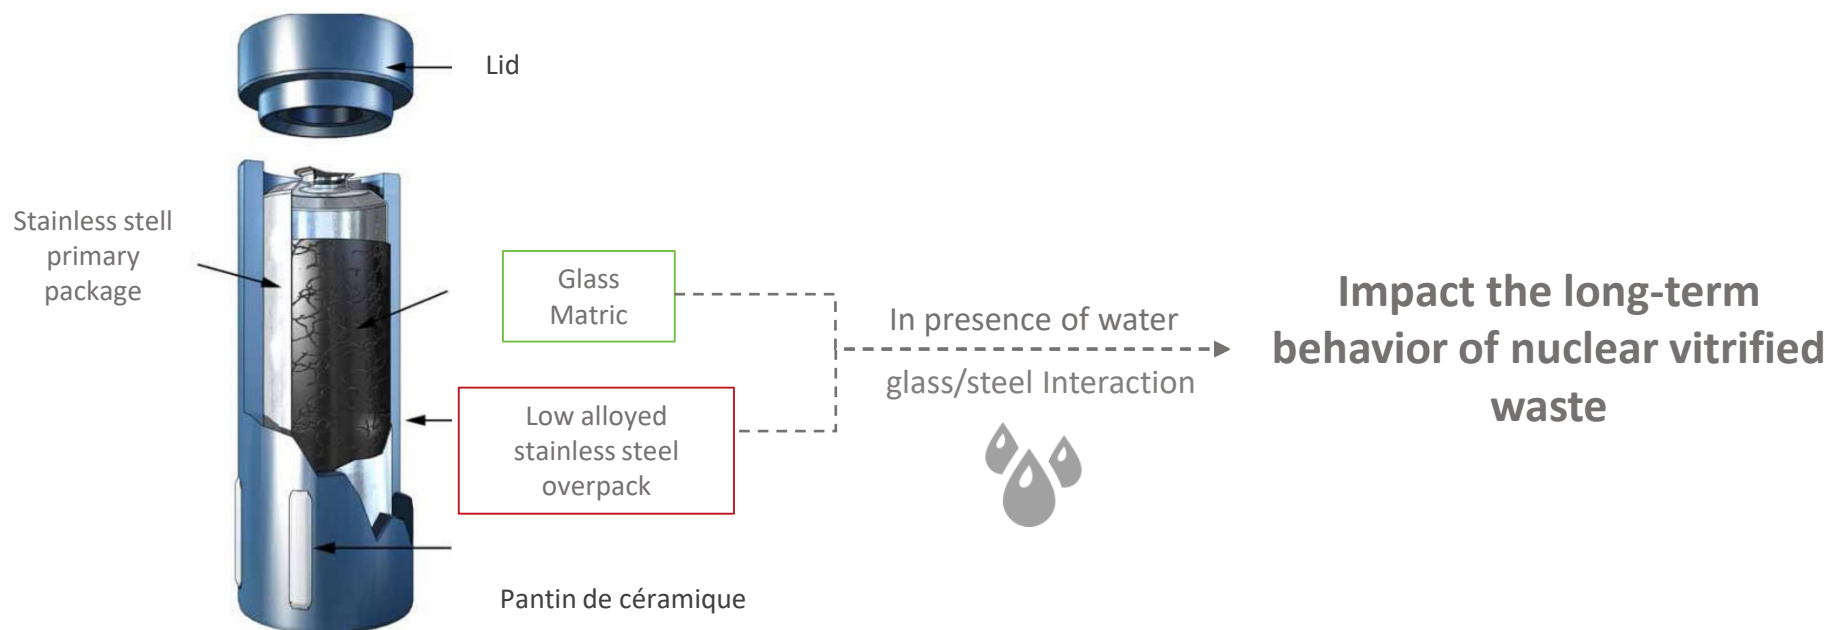 Lid
Stainless stell
primary
package
Glass
Matric
Low alloyed
stainless steel
overpack
Pantin de céramique
In presence of water
glass/steel Interaction
Impact the long-term
behavior of nuclear vitrified
waste